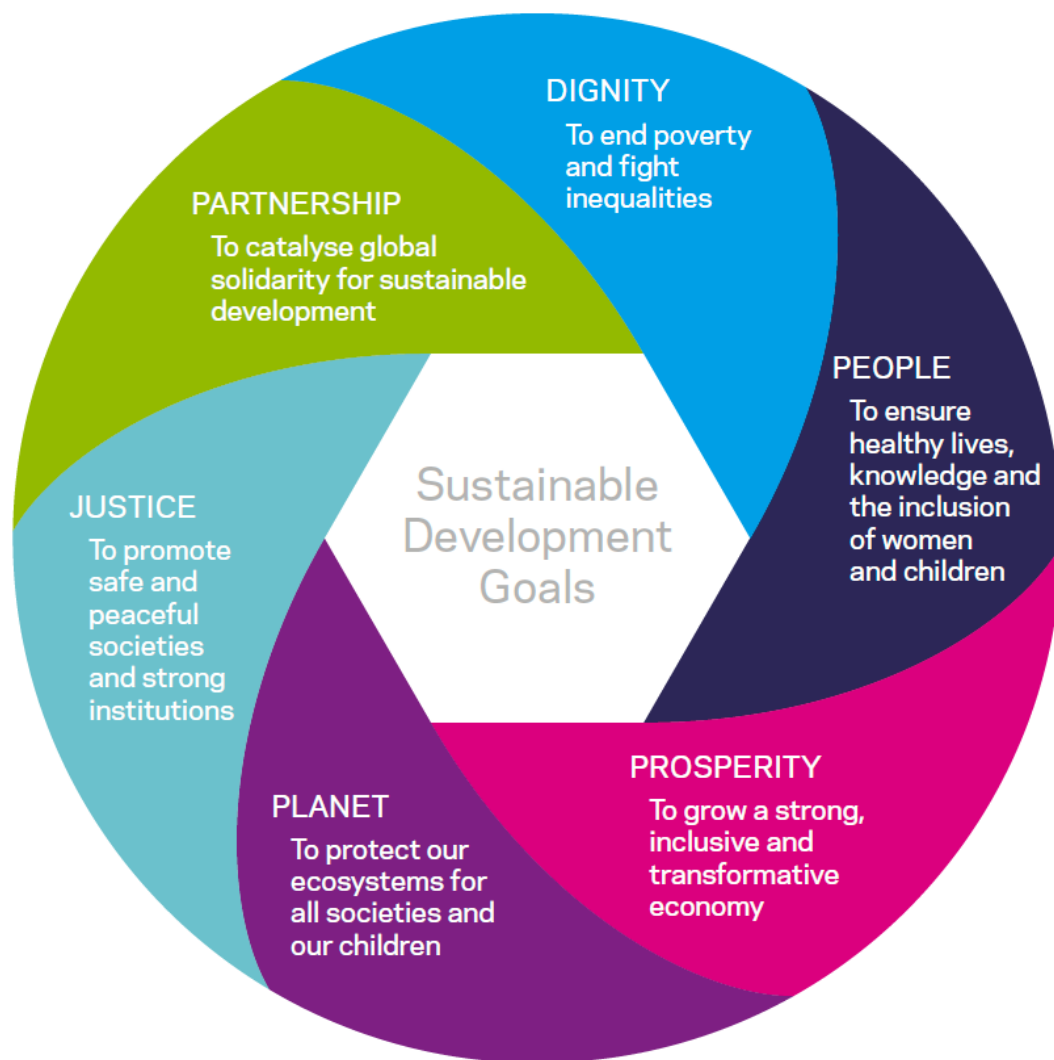 DIGNITY
To end poverty
and fight
inequalities
PEOPLE
To ensure
healthy lives,
knowledge and
the inclusion
of women
and children
PROSPERITY
To grow a strong,
inclusive and
transformative
economy
PLANET
To protect our
ecosystems for
all societies and
our children
JUSTICE
To promote
safe and
peaceful
societies
and strong
institutions
PARTNERSHIP
To catalyse global
solidarity for sustainable
development
Sustainable
Development
Goals